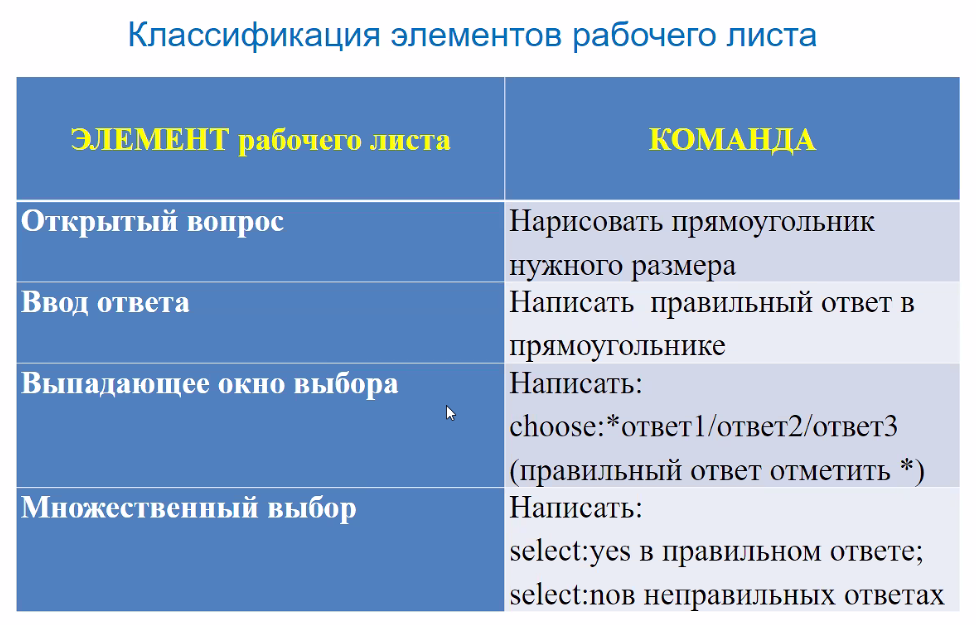 Классификация элементов рабочего листа
ЭЛЕМЕНТ рабочего листа
КОМАНДА
Открытый вопрос
Нарисовать прямоугольник
нужного размера
Ввод ответа
Написать  правильный ответ в
прямоугольнике
Выпадающее окно выбора
Написать:
choose:*ответ1/ответ2/ответ3
(правильный ответ отметить *)
Множественный выбор
Написать:
select:yes в правильном ответе;
select:noв неправильных ответах